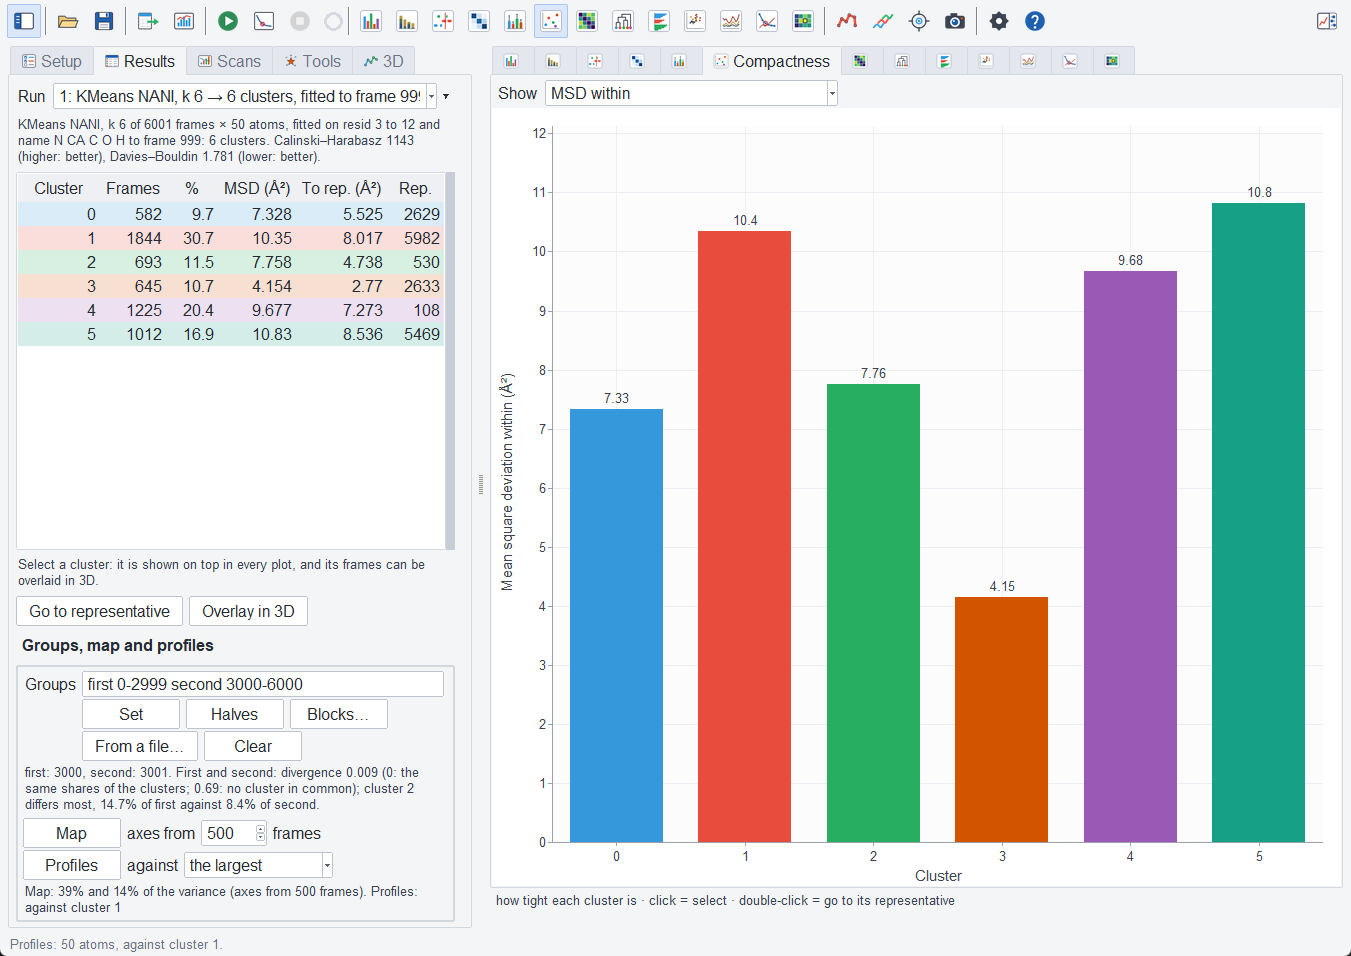 Setup
Results
Scans
Tools
3D
Compactness
Run 1: KMeans NANI, k 6 → 6 clusters, fitted to frame 999
KMeans NANI, k 6 of 6001 frames × 50 atoms, fitted on resid 3 to 12 and
name N CA C O H to frame 999: 6 clusters. Calinski–Harabasz 1143
(higher: better), Davies–Bouldin 1.781 (lower: better).
Cluster Frames % MSD (Å²) To rep. (Å²) Rep.
0 582 9.7 7.328 5.525 2629
1 1844 30.7 10.35 8.017 5982
2 693 11.5 7.758 4.738 530
3 645 10.7 4.154 2.77 2633
4 1225 20.4 9.677 7.273 108
5 1012 16.9 10.83 8.536 5469
Select a cluster: it is shown on top in every plot, and its frames can be
overlaid in 3D.
Go to representative
Overlay in 3D
Groups, map and profiles
Groups first 0-2999 second 3000-6000
Set
Halves
Blocks...
From a file...
Clear
first: 3000, second: 3001. First and second: divergence 0.009 (0: the
same shares of the clusters; 0.69: no cluster in common); cluster 2
differs most, 14.7% of first against 8.4% of second.
Map axes from 500 frames
Profiles against the largest
Map: 39% and 14% of the variance (axes from 500 frames). Profiles:
against cluster 1
Profiles: 50 atoms, against cluster 1.
Show MSD within
12
11
10
9
8
7
6
5
4
3
2
1
0
Mean square deviation within (Å²)
7.33
10.4
7.76
4.15
9.68
10.8
0 1 2 3 4 5
Cluster
how tight each cluster is · click = select · double-click = go to its representative